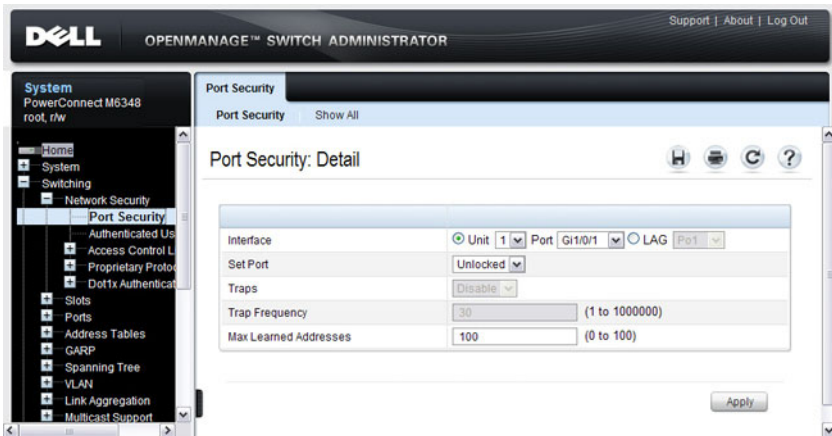 Support | About | Log Out
DELL OPENMANAGE™ SWITCH ADMINISTRATOR
System
PowerConnect M6348
root, r/w
Home
System
Switching
Network Security
Port Security
Authenticated Us
Access Control L
Proprietary Protoc
Dot1x Authenticat
Slots
Ports
Address Tables
GARP
Spanning Tree
VLAN
Link Aggregation
Multicast Support
Port Security
Port Security Show All
Port Security: Detail
Interface Unit 1 Port Gi1/0/1 LAG Po1
Set Port Unlocked
Traps Disable
Trap Frequency 30 (1 to 1000000)
Max Learned Addresses 100 (0 to 100)
Apply